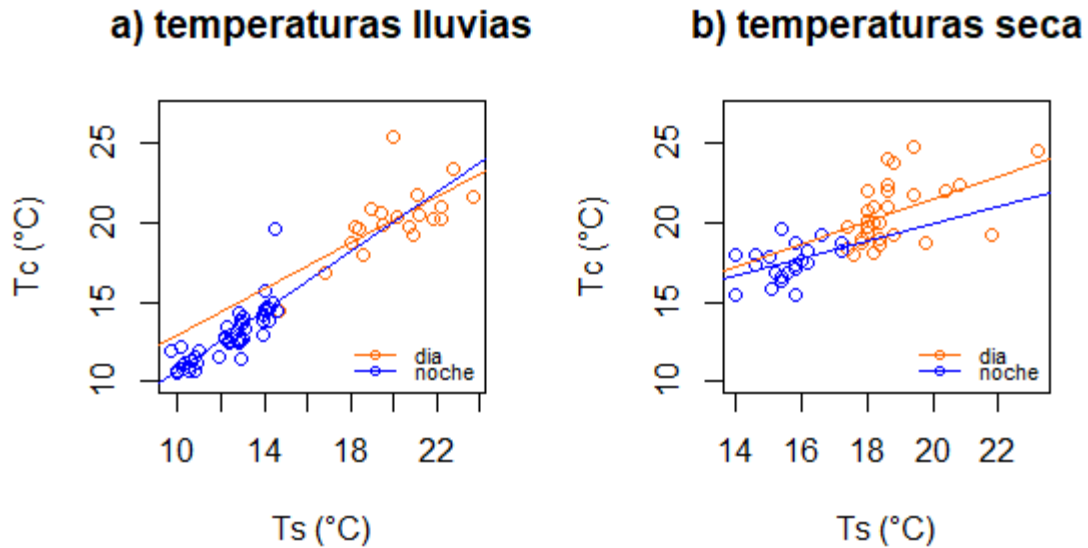 a) temperaturas lluvias
Tc (°C)
25
20
15
10
dia
noche
10 14 18 22
Ts (°C)
b) temperaturas seca
Tc (°C)
25
20
15
10
dia
noche
14 16 18 20 22
Ts (°C)